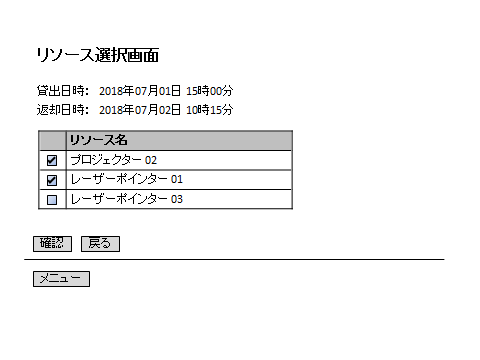 リソース選択画面
貸出日時： 2018年07月01日 15時00分
返却日時： 2018年07月02日 10時15分
リソース名
プロジェクター 02
レーザーポインター 01
レーザーポインター 03
確認 戻る
メニュー